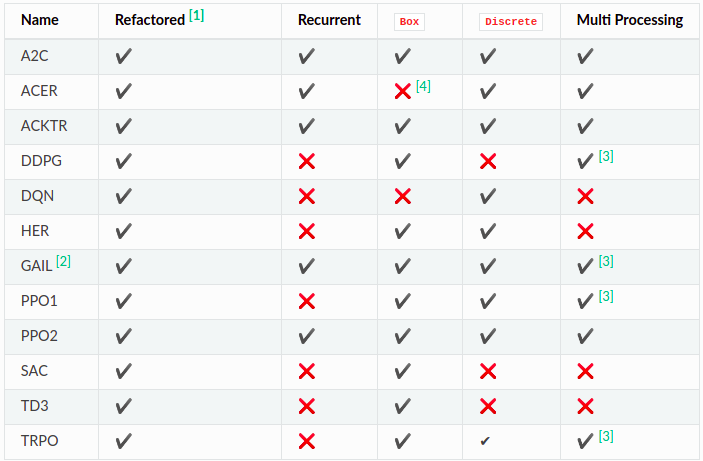 Name Refactored [1] Recurrent Box Discrete Multi Processing
A2C ✔ ✔ ✔ ✔ ✔
ACER ✔ ✔ ❌ [4] ✔ ✔
ACKTR ✔ ✔ ✔ ✔ ✔
DDPG ✔ ❌ ✔ ❌ ✔ [3]
DQN ✔ ❌ ❌ ✔ ❌
HER ✔ ❌ ✔ ✔ ❌
GAIL [2] ✔ ✔ ✔ ✔ ✔ [3]
PPO1 ✔ ❌ ✔ ✔ ✔ [3]
PPO2 ✔ ✔ ✔ ✔ ✔
SAC ✔ ❌ ✔ ❌ ❌
TD3 ✔ ❌ ✔ ❌ ❌
TRPO ✔ ❌ ✔ ✔ ✔ [3]